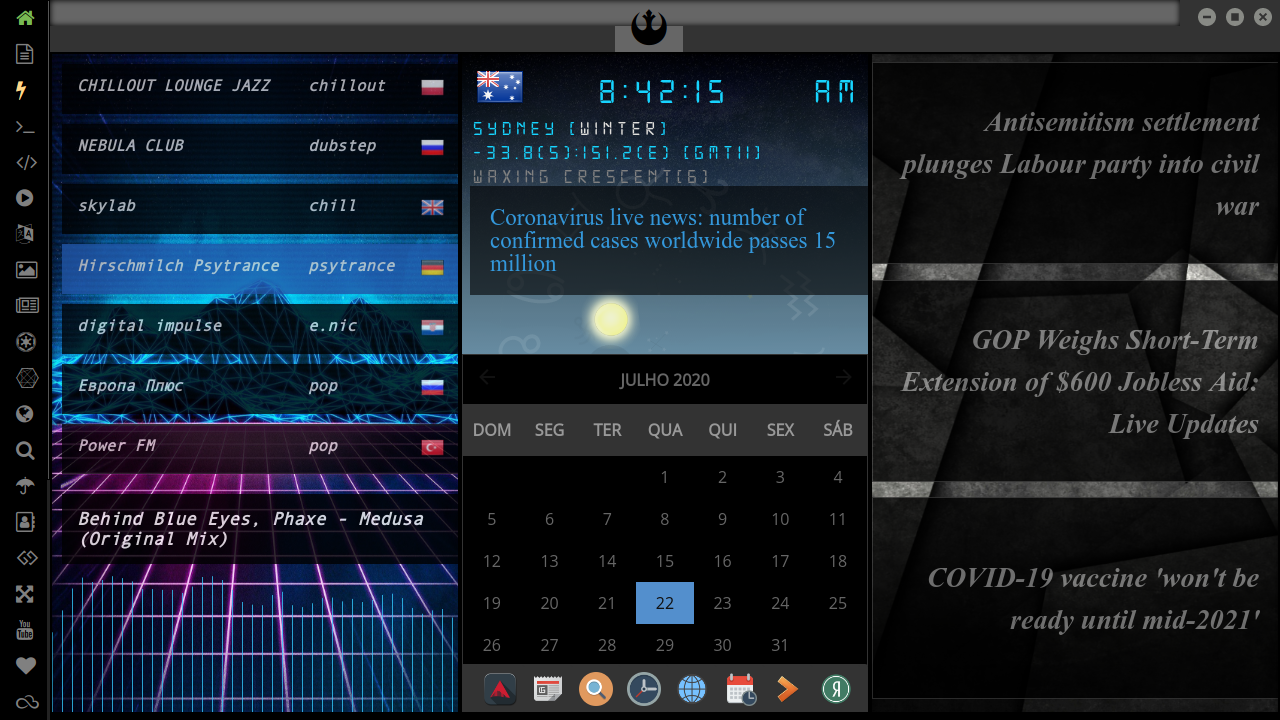 CHILLOUT LOUNGE JAZZ chillout
NEBULA CLUB dubstep
skylab chill
Hirschmilch Psytrance psytrance
digital impulse e.nic
Европа Плюс pop
Power FM pop
Behind Blue Eyes, Phaxe - Medusa
(Original Mix)
8:42:15 AM
SYDNEY (WINTER)
-33.8(S):151.2(E) (GMT11)
WAXING CRESCENT(6)
Coronavirus live news: number of
confirmed cases worldwide passes 15
million
JULHO 2020
DOM SEG TER QUA QUI SEX SÁB
1 2 3 4
5 6 7 8 9 10 11
12 13 14 15 16 17 18
19 20 21 22 23 24 25
26 27 28 29 30 31
Antisemitism settlement
plunges Labour party into civil
war
GOP Weighs Short-Term
Extension of $600 Jobless Aid:
Live Updates
COVID-19 vaccine 'won't be
ready until mid-2021'
You
Tube
Я